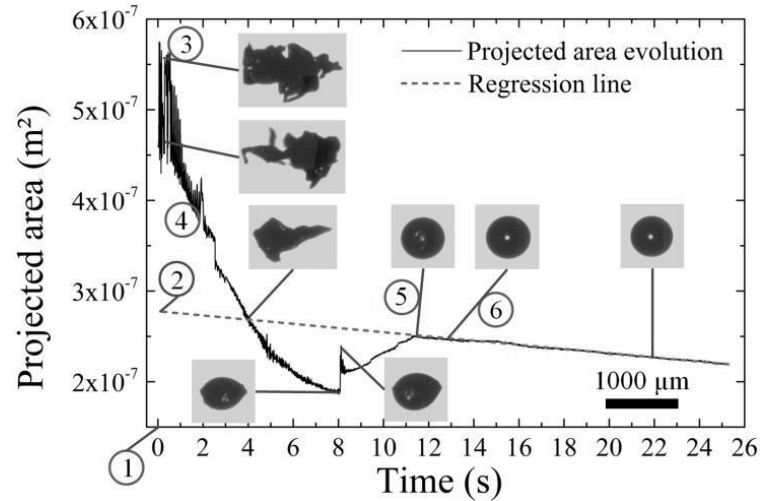 6x10⁻⁷
5x10⁻⁷
4x10⁻⁷
3x10⁻⁷
2x10⁻⁷
Projected area (m²)
3
Projected area evolution
Regression line
4
2
5
6
1000 µm
1
0 2 4 6 8 10 12 14 16 18 20 22 24 26
Time (s)